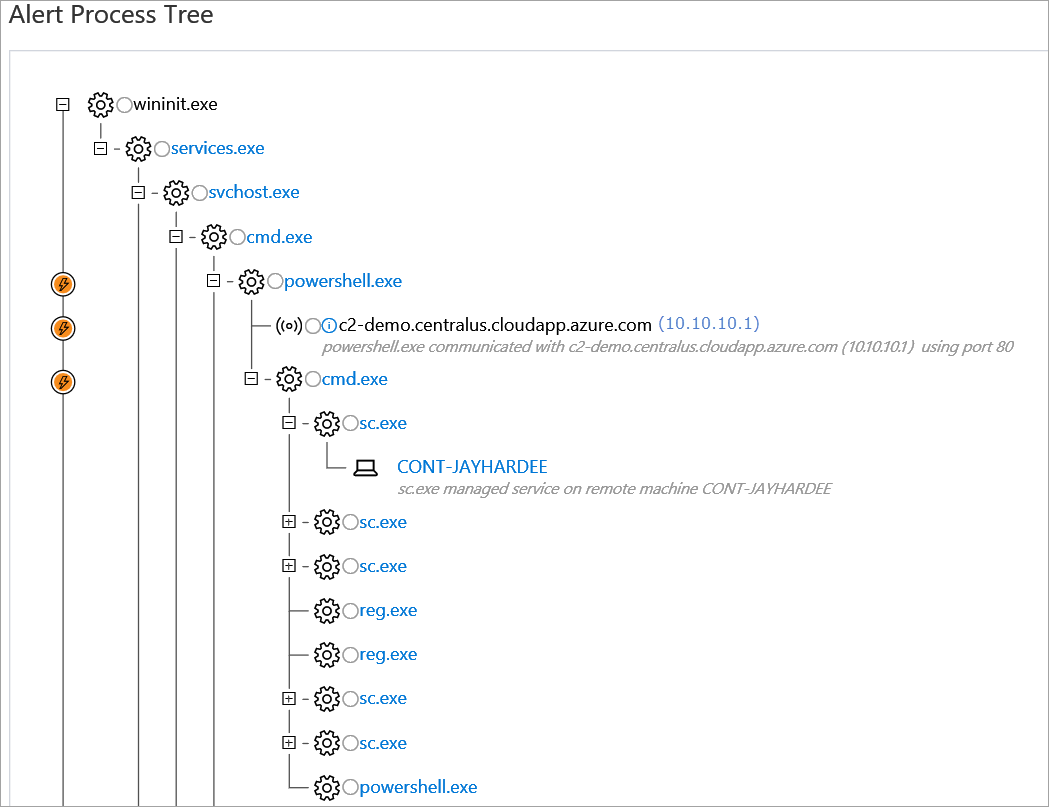 Alert Process Tree
wininit.exe
services.exe
svchost.exe
cmd.exe
powershell.exe
c2-demo.centralus.cloudapp.azure.com (10.10.10.1)
powershell.exe communicated with c2-demo.centralus.cloudapp.azure.com (10.10.10.1) using port 80
cmd.exe
sc.exe
CONT-JAYHARDEE
sc.exe managed service on remote machine CONT-JAYHARDEE
sc.exe
sc.exe
reg.exe
reg.exe
sc.exe
sc.exe
powershell.exe